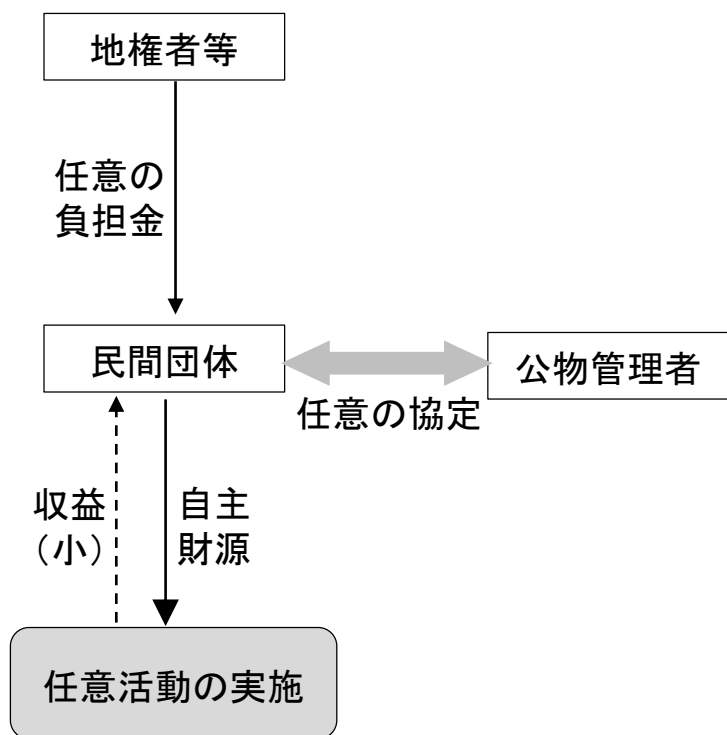 地権者等
任意の
負担金
民間団体
公物管理者
任意の協定
収益
（小）
自主
財源
任意活動の実施